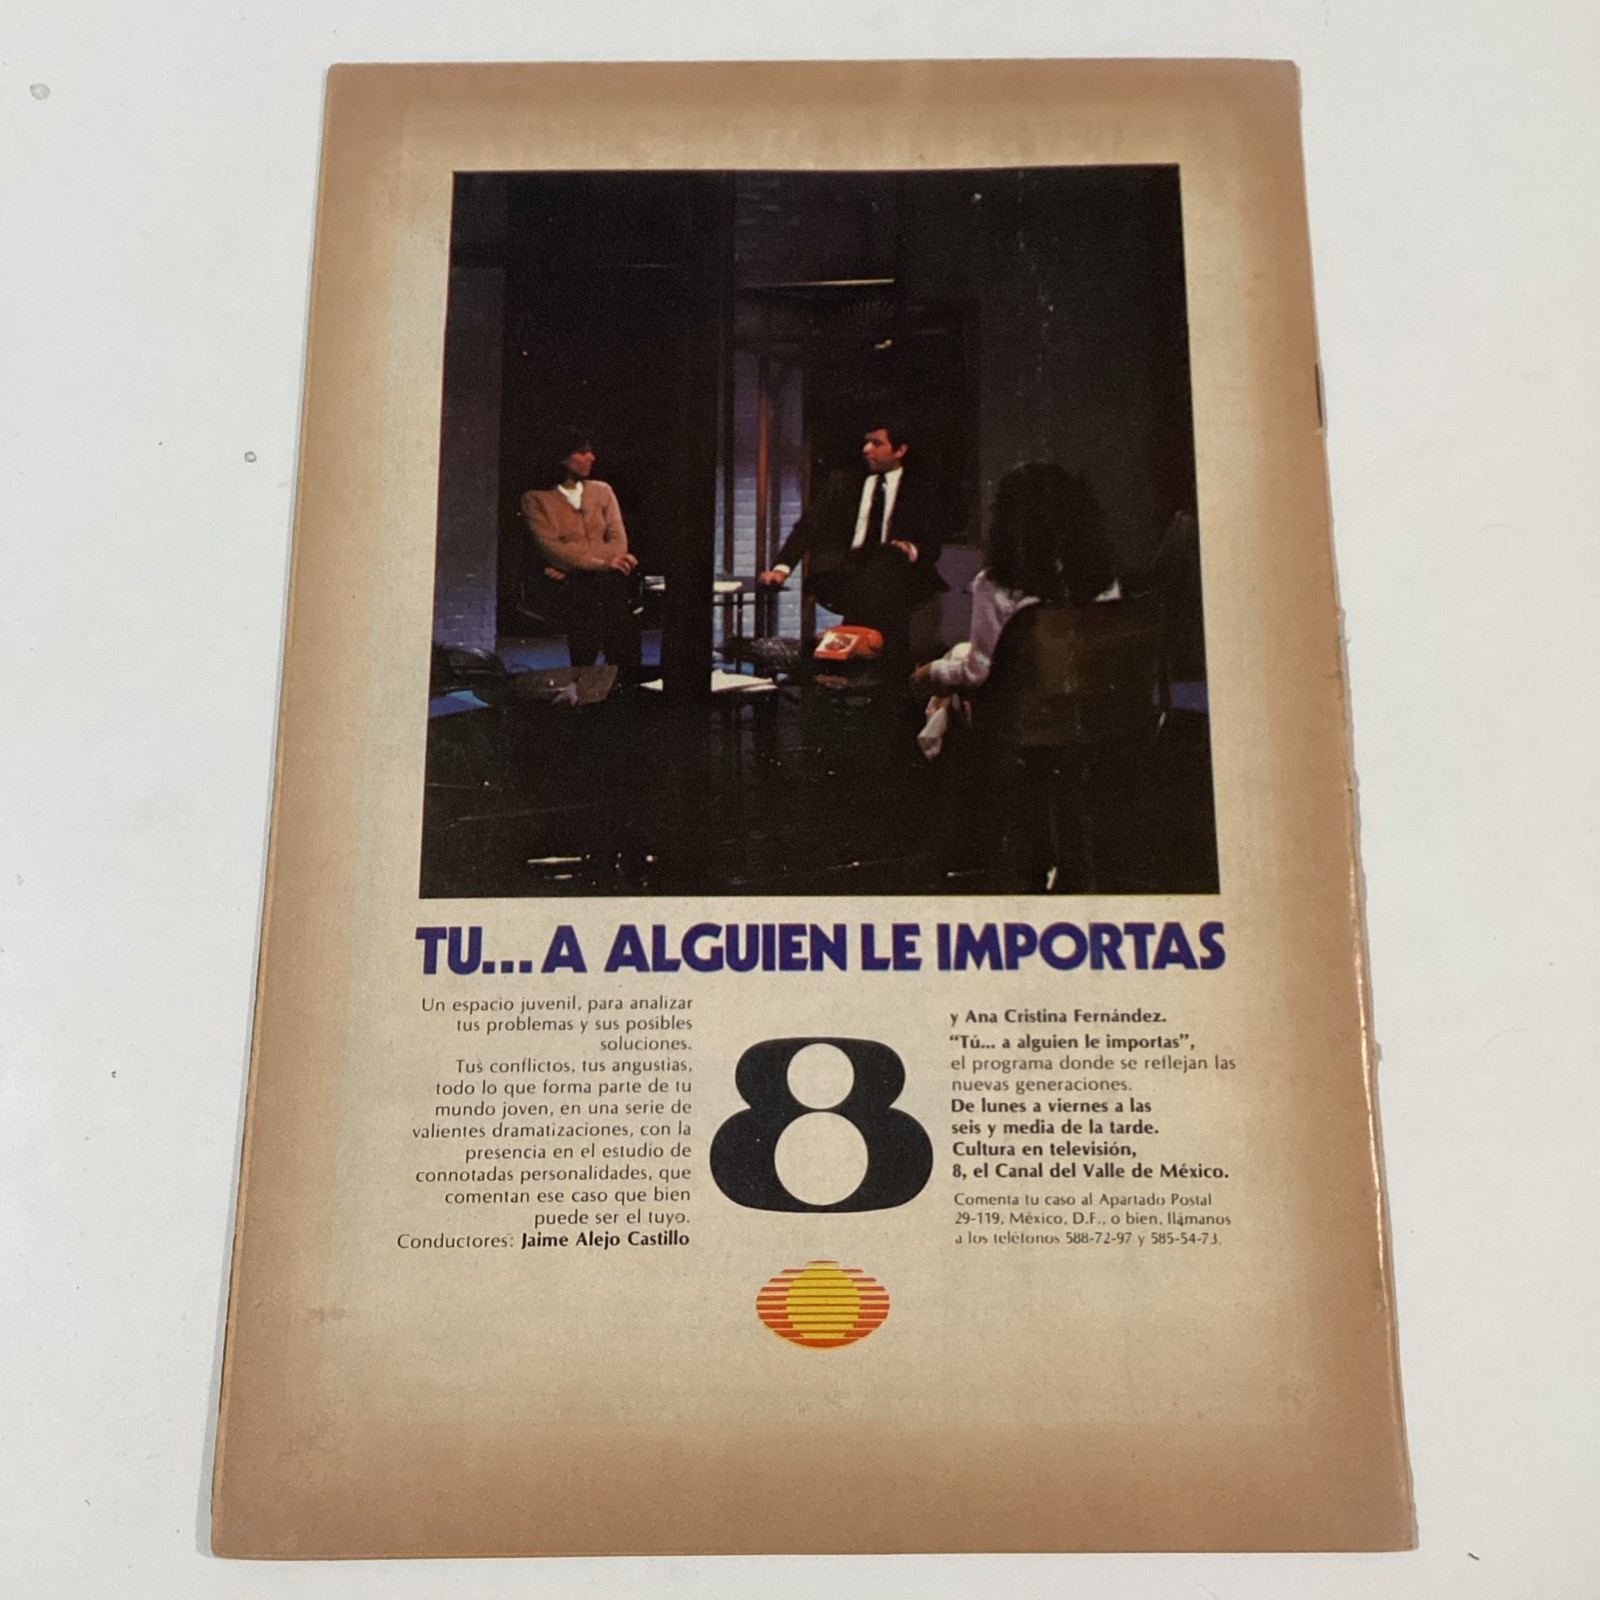 TU... A ALGUIEN LE IMPORTAS
Un espacio juvenil, para analizar
tus problemas y sus posibles
soluciones.
Tus conflictos, tus angustias,
todo lo que forma parte de tu
mundo joven, en una serie de
valientes dramatizaciones, con la
presencia en el estudio de
connotadas personalidades, que
comentan ese caso que bien
puede ser el tuyo.
Conductores: Jaime Alejo Castillo
8
y Ana Cristina Fernández.
"Tú... a alguien le importas",
el programa donde se reflejan las
nuevas generaciones.
De lunes a viernes a las
seis y media de la tarde.
Cultura en televisión,
8, el Canal del Valle de México.
Comenta tu caso al Apartado Postal
29-119, México, D.F., o bien, llámanos
a los teléfonos 588-72-97 y 585-54-73.